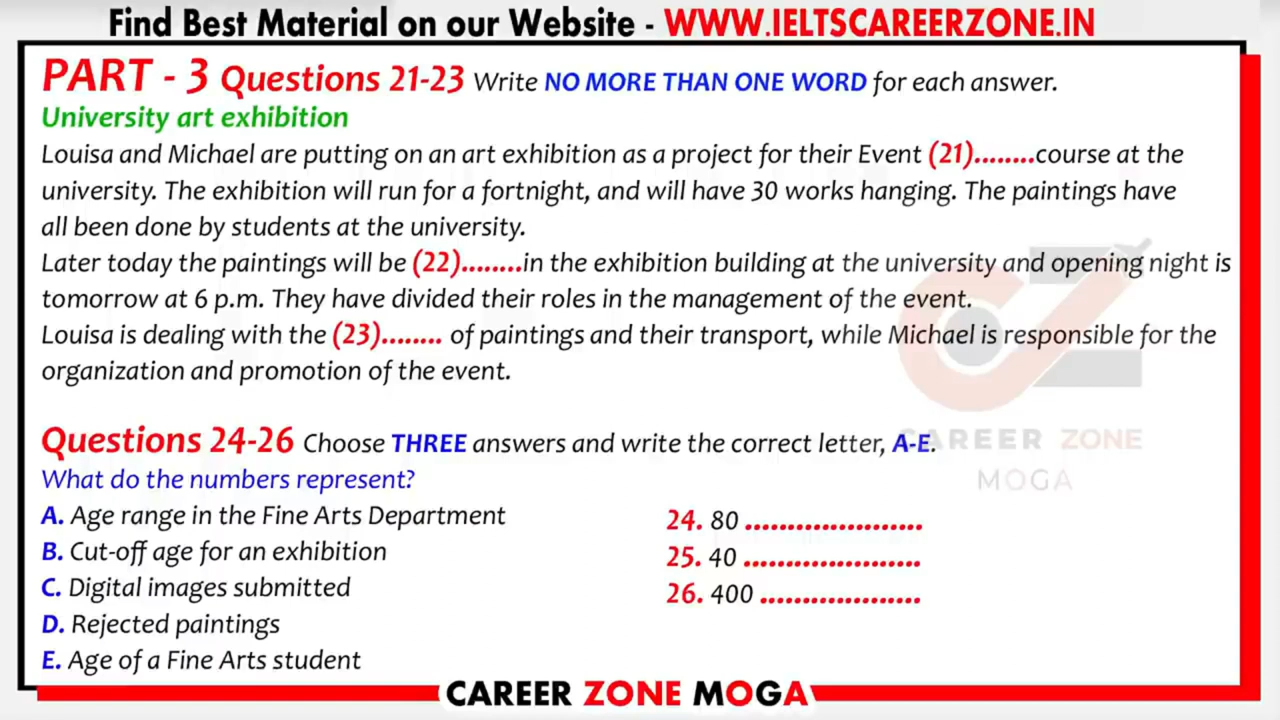 Find Best Material on our Website - WWW.IELTSCAREERZONE.IN
PART - 3 Questions 21-23 Write NO MORE THAN ONE WORD for each answer.
University art exhibition
Louisa and Michael are putting on an art exhibition as a project for their Event (21)........course at the
university. The exhibition will run for a fortnight, and will have 30 works hanging. The paintings have
all been done by students at the university.
Later today the paintings will be (22)........in the exhibition building at the university and opening night is
tomorrow at 6 p.m. They have divided their roles in the management of the event.
Louisa is dealing with the (23)........ of paintings and their transport, while Michael is responsible for the
organization and promotion of the event.
Questions 24-26 Choose THREE answers and write the correct letter, A-E.
CAREER ZONE
MOGA
What do the numbers represent?
A. Age range in the Fine Arts Department
B. Cut-off age for an exhibition
C. Digital images submitted
D. Rejected paintings
E. Age of a Fine Arts student
24. 80 .....................
25. 40 .....................
26. 400 ...................
CAREER ZONE MOGA